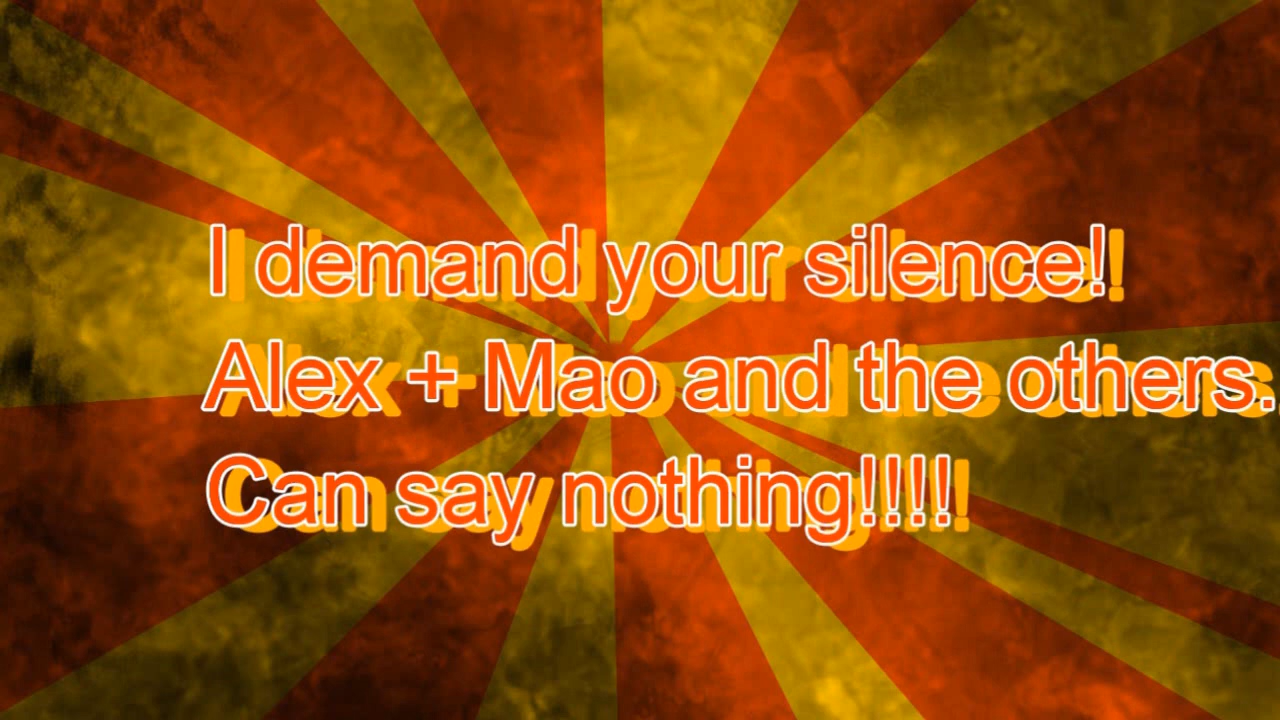 I demand your silence!
Alex + Mao and the others.
Can say nothing!!!!!